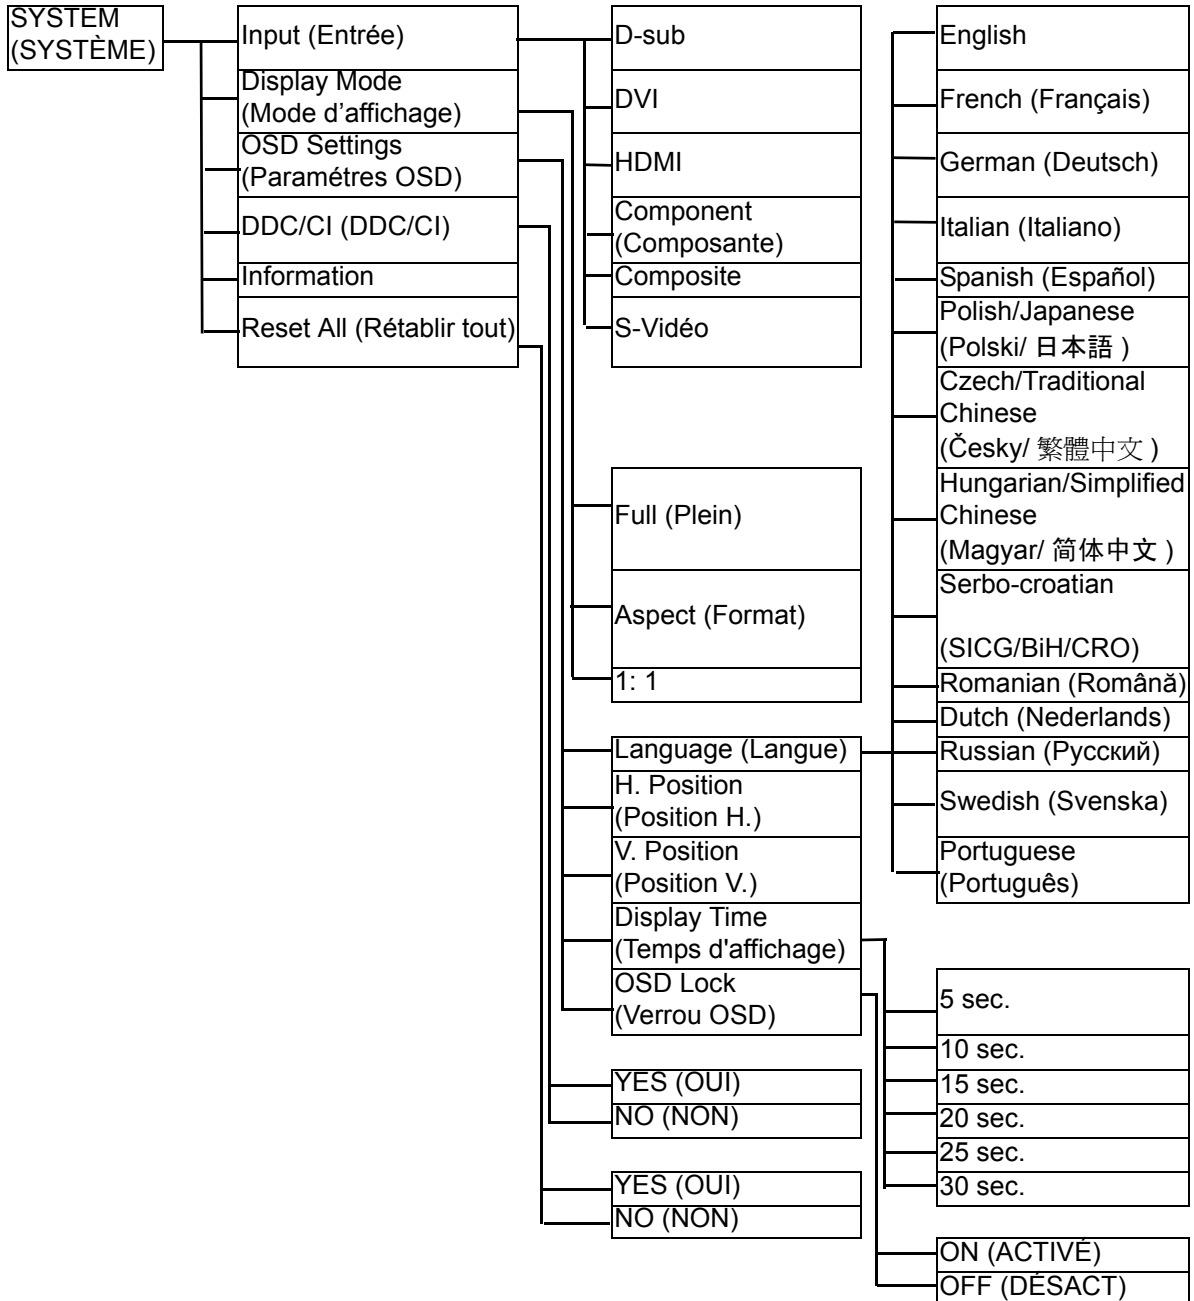 SYSTEM
(SYSTÈME)
Input (Entrée)
Display Mode
(Mode d’affichage)
OSD Settings
(Paramétres OSD)
DDC/CI (DDC/CI)
Information
Reset All (Rétablir tout)
D-sub
DVI
HDMI
Component
(Composante)
Composite
S-Vidéo
Full (Plein)
Aspect (Format)
1: 1
Language (Langue)
H. Position
(Position H.)
V. Position
(Position V.)
Display Time
(Temps d'affichage)
OSD Lock
(Verrou OSD)
YES (OUI)
NO (NON)
YES (OUI)
NO (NON)
English
French (Français)
German (Deutsch)
Italian (Italiano)
Spanish (Español)
Polish/Japanese
(Polski/ 日本語 )
Czech/Traditional
Chinese
(Česky/ 繁體中文 )
Hungarian/Simplified
Chinese
(Magyar/ 简体中文 )
Serbo-croatian
(SICG/BiH/CRO)
Romanian (Română)
Dutch (Nederlands)
Russian (Русский)
Swedish (Svenska)
Portuguese
(Português)
5 sec.
10 sec.
15 sec.
20 sec.
25 sec.
30 sec.
ON (ACTIVÉ)
OFF (DÉSACT)